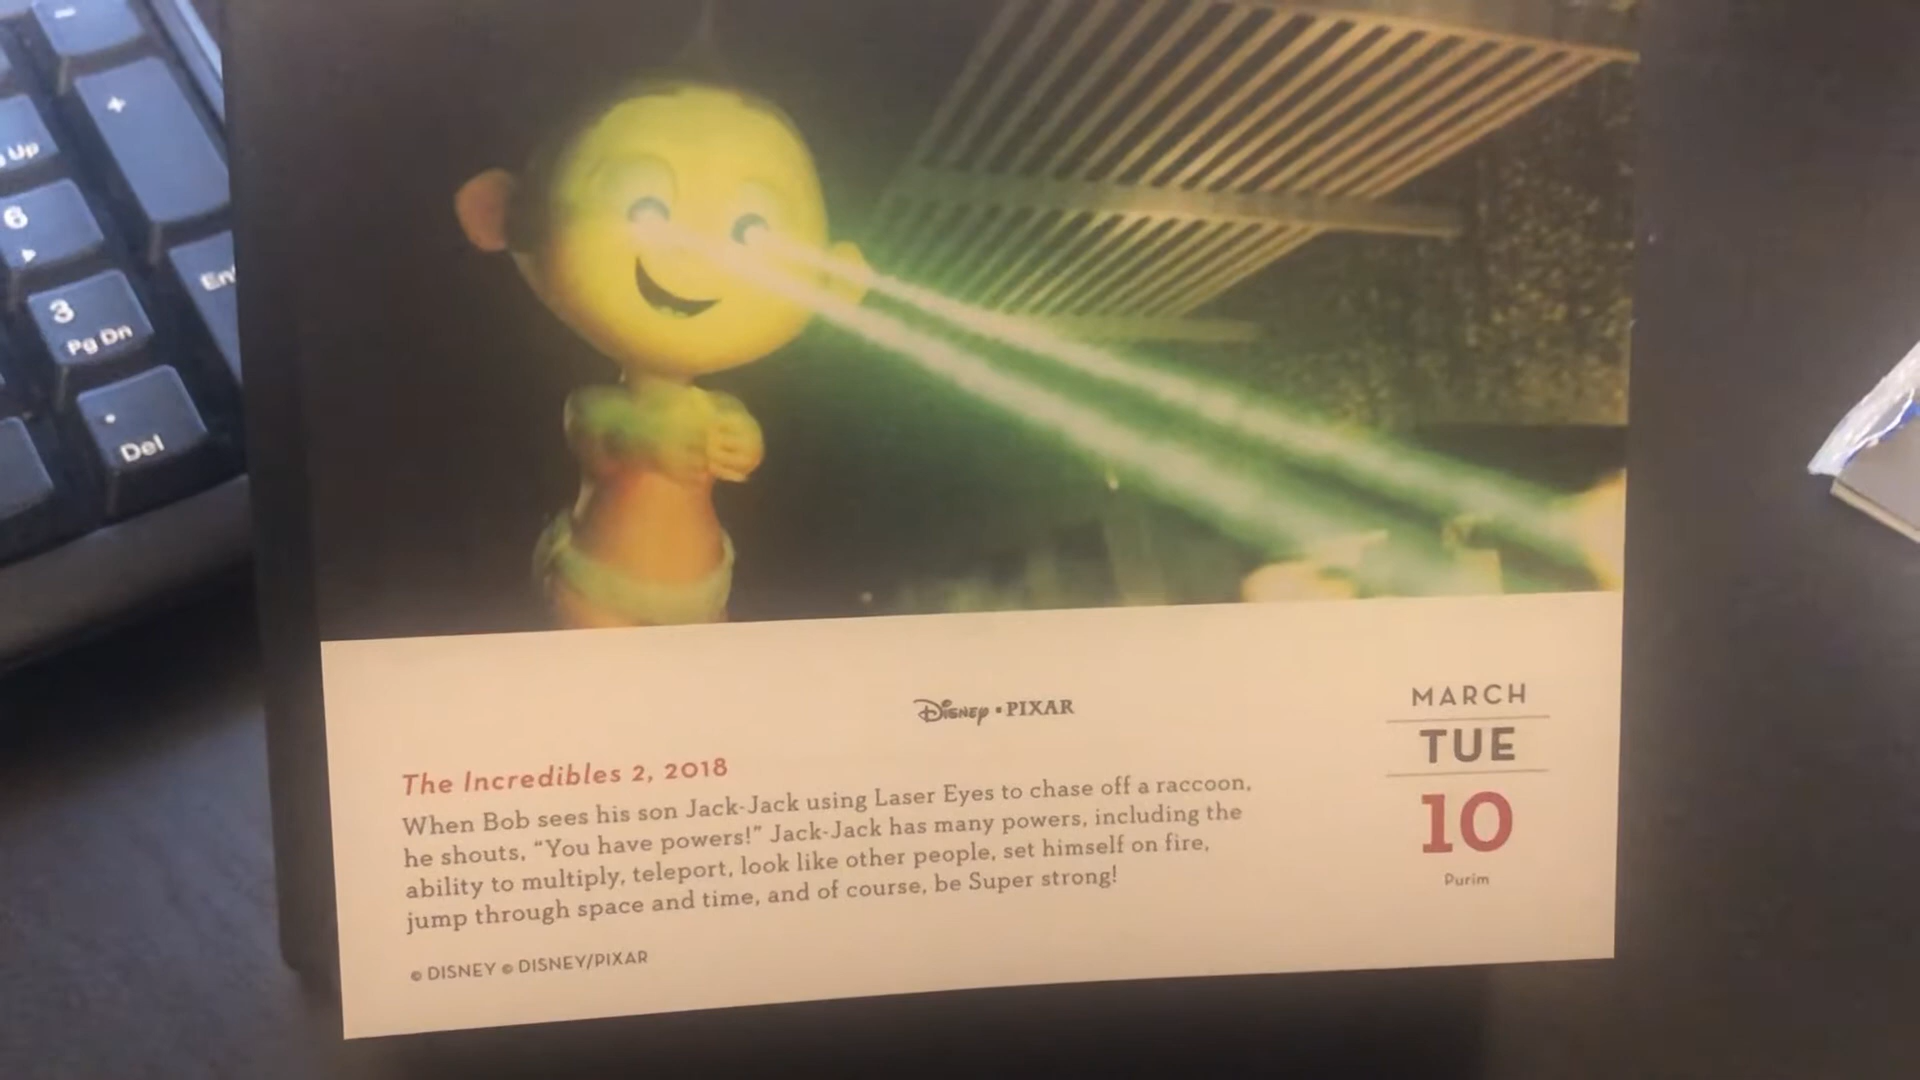 +
Up
6
En
3
Pg Dn
.
Del
Disney • PIXAR
MARCH
TUE
10
Purim
The Incredibles 2, 2018
When Bob sees his son Jack-Jack using Laser Eyes to chase off a raccoon,
he shouts, “You have powers!” Jack-Jack has many powers, including the
ability to multiply, teleport, look like other people, set himself on fire,
jump through space and time, and of course, be Super strong!
© DISNEY © DISNEY/PIXAR